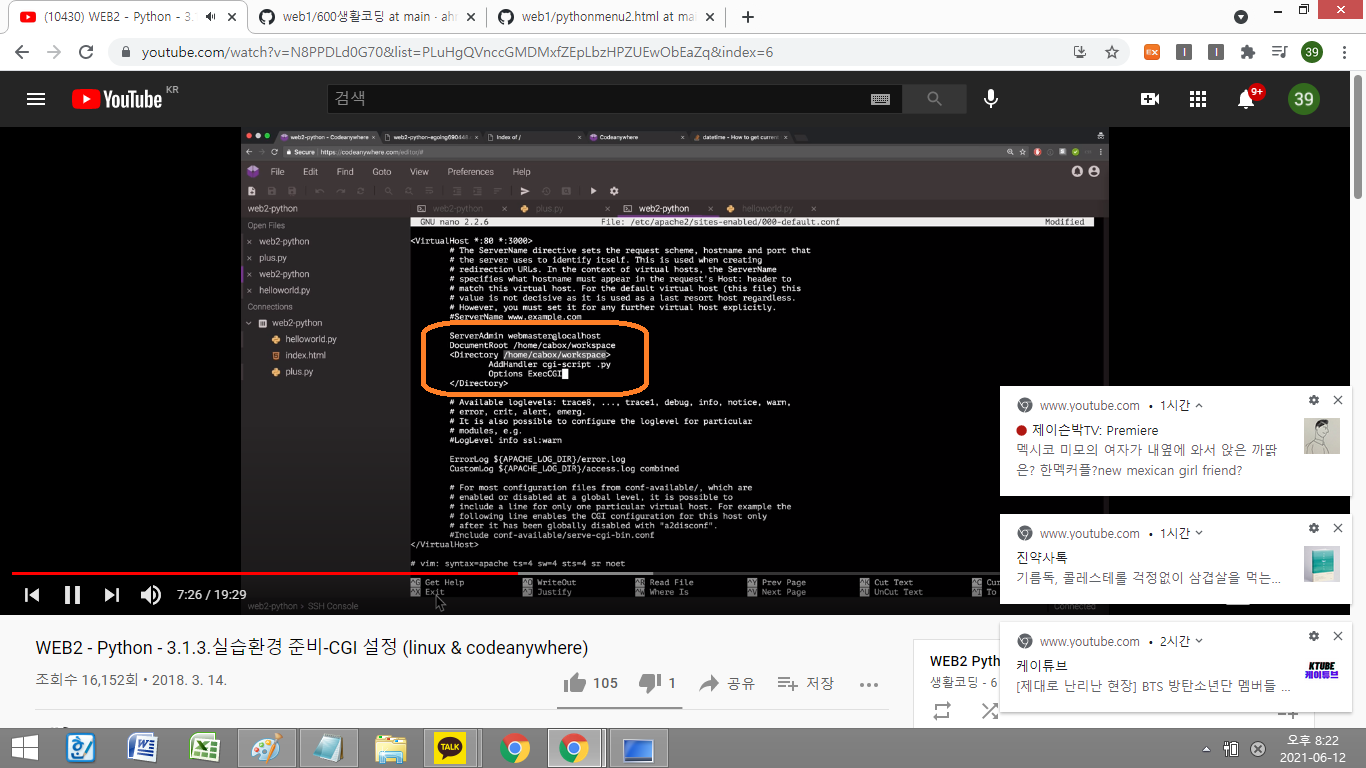 (10430) WEB2 - Python - 3.1
web1/600생활코딩 at main · ahr
web1/pythonmenu2.html at mai
youtube.com/watch?v=N8PPDLd0G70&list=PLuHgQVnccGMDMxfZEpLbzHPZUEwObEaZq&index=6
39
YouTube KR
검색
9+
39
web2-python - Codeanywhere
web2-python-egoing690448
Index of /
Codeanywhere
datetime - How to get curren
Secure https://codeanywhere.com/editor/#
File Edit Find Goto View Preferences Help
web2-python
web2-python
plus.py
web2-python
helloworld.py
Open Files
web2-python
plus.py
web2-python
helloworld.py
Connections
web2-python
helloworld.py
index.html
plus.py
GNU nano 2.2.6 File: /etc/apache2/sites-enabled/000-default.conf Modified
<VirtualHost *:80 *:3000>
# The ServerName directive sets the request scheme, hostname and port that
# the server uses to identify itself. This is used when creating
# redirection URLs. In the context of virtual hosts, the ServerName
# specifies what hostname must appear in the request's Host: header to
# match this virtual host. For the default virtual host (this file) this
# value is not decisive as it is used as a last resort host regardless.
# However, you must set it for any further virtual host explicitly.
#ServerName www.example.com
ServerAdmin webmaster@localhost
DocumentRoot /home/cabox/workspace
<Directory /home/cabox/workspace>
AddHandler cgi-script .py
Options ExecCGI
</Directory>
# Available loglevels: trace8, ..., trace1, debug, info, notice, warn,
# error, crit, alert, emerg.
# It is also possible to configure the loglevel for particular
# modules, e.g.
#LogLevel info ssl:warn
ErrorLog ${APACHE_LOG_DIR}/error.log
CustomLog ${APACHE_LOG_DIR}/access.log combined
# For most configuration files from conf-available/, which are
# enabled or disabled at a global level, it is possible to
# include a line for only one particular virtual host. For example the
# following line enables the CGI configuration for this host only
# after it has been globally disabled with "a2disconf".
#Include conf-available/serve-cgi-bin.conf
</VirtualHost>
# vim: syntax=apache ts=4 sw=4 sts=4 sr noet
^G Get Help ^O WriteOut ^R Read File ^Y Prev Page ^K Cut Text ^C Cur
^X Exit ^J Justify ^W Where Is ^V Next Page ^U UnCut Text ^T To
web2-python › SSH Console
Connected
7:26 / 19:29
www.youtube.com • 1시간
제이슨박TV: Premiere
멕시코 미모의 여자가 내옆에 와서 앉은 까닭
은? 한멕커플?new mexican girl friend?
www.youtube.com • 1시간
진약사톡
기름독, 콜레스테롤 걱정없이 삼겹살을 먹는...
www.youtube.com • 2시간
케이튜브
[제대로 난리난 현장] BTS 방탄소년단 멤버들 ...
KTUBE
케이튜브
WEB2 - Python - 3.1.3.실습환경 준비-CGI 설정 (linux & codeanywhere)
조회수 16,152회 • 2018. 3. 14.
105
1
공유
저장
WEB2 Pyth
생활코딩 - 6
TALK
오후 8:22
2021-06-12